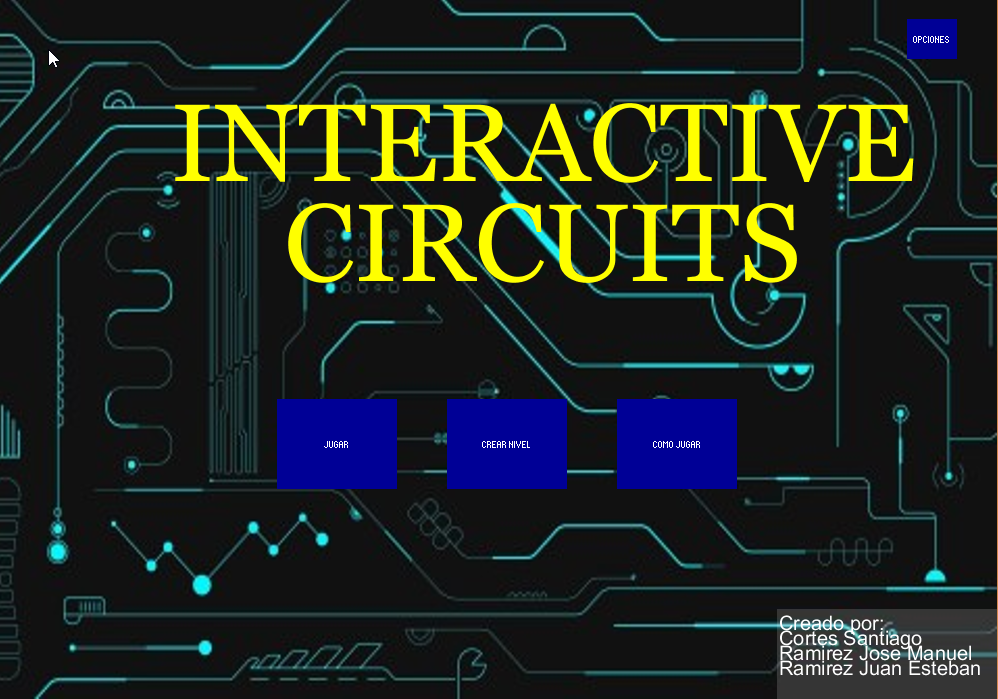 OPCIONES
INTERACTIVE
CIRCUITS
JUGAR
CREAR NIVEL
COMO JUGAR
Creado por:
Cortes Santiago
Ramirez Jose Manuel
Ramirez Juan Esteban